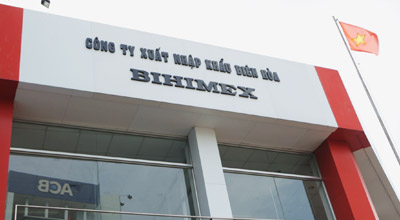 CÔNG TY XUẤT NHẬP KHẨU BIÊN HÒA
BIHIMEX
ACB